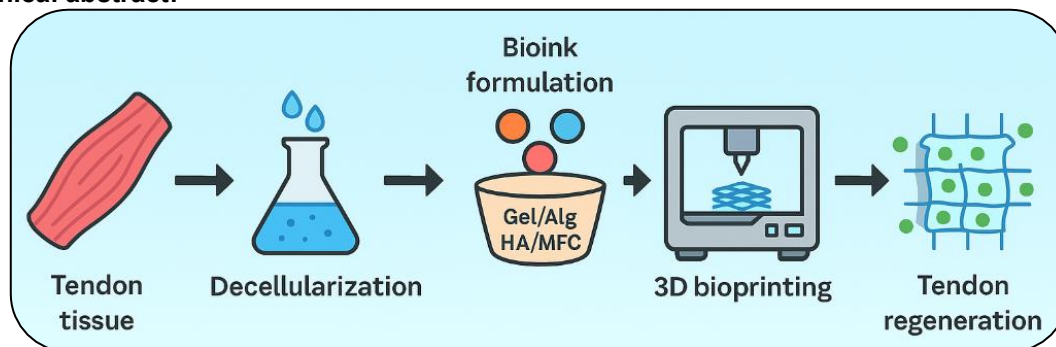 Bioink
formulation
Gel/Alg
HA/MFC
Tendon
tissue
Decellularization
3D bioprinting
Tendon
regeneration